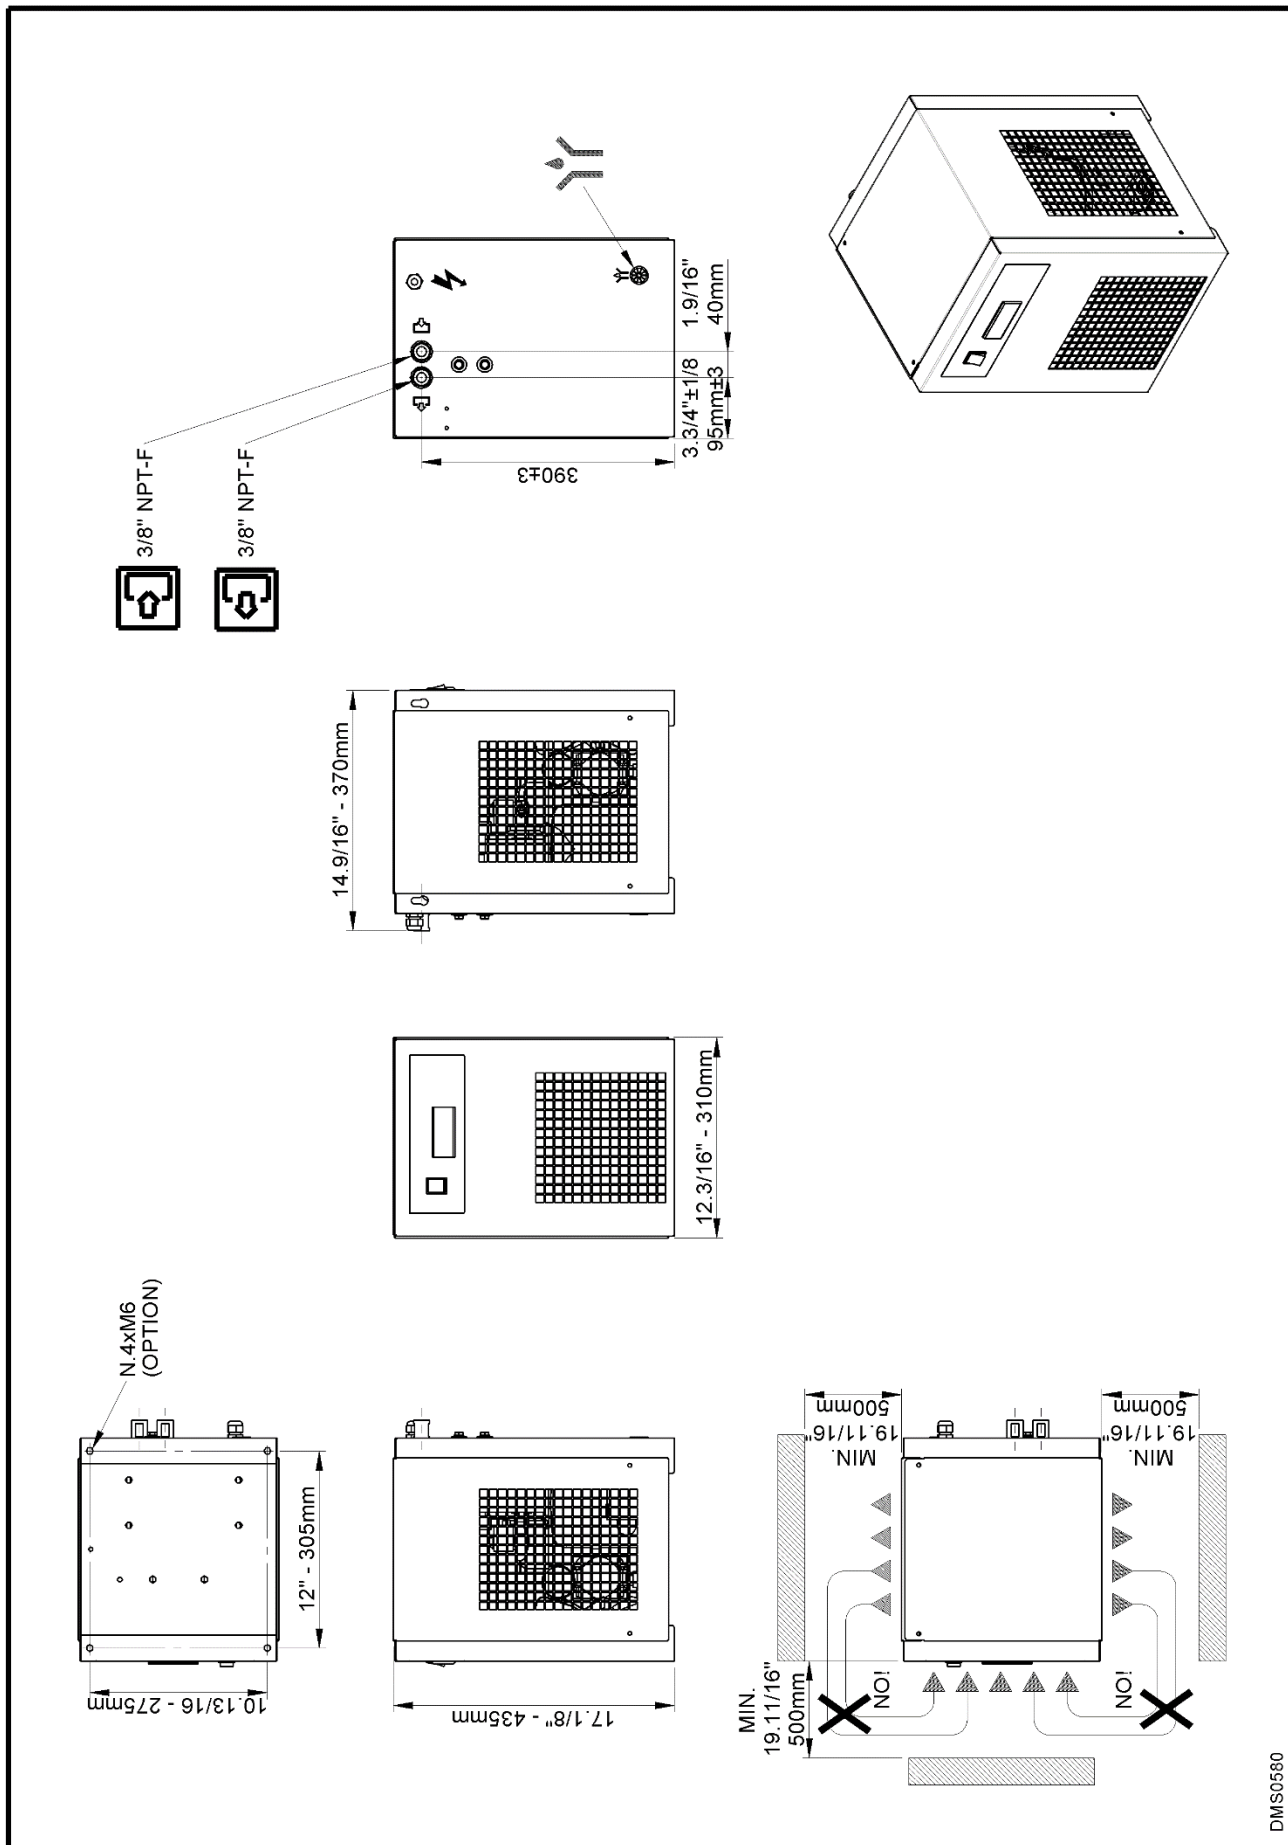 3/8" NPT-F
3/8" NPT-F
390±3
3.3/4"±1/8
95mm±3
1.9/16"
40mm
14.9/16" - 370mm
12.3/16" - 310mm
N.4xM6
(OPTION)
12" - 305mm
10.13/16 - 275mm
17.1/8" - 435mm
MIN.
19.11/16"
500mm
MIN.
19.11/16"
500mm
MIN.
19.11/16"
500mm
NO!
NO!
DMS0580